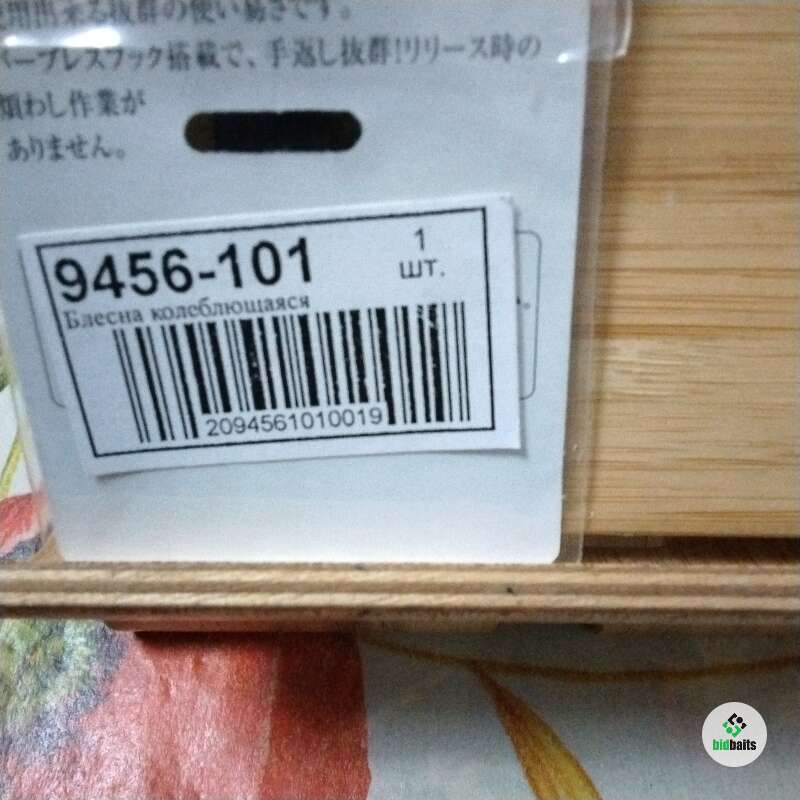 用出来る抜群の使い易さです。
バーブレスフック搭載で、手返し抜群!リリース時の
煩わし作業が
ありません。
9456-101
1
шт.
Блесна колеблющаяся
2094561010019
bidbaits